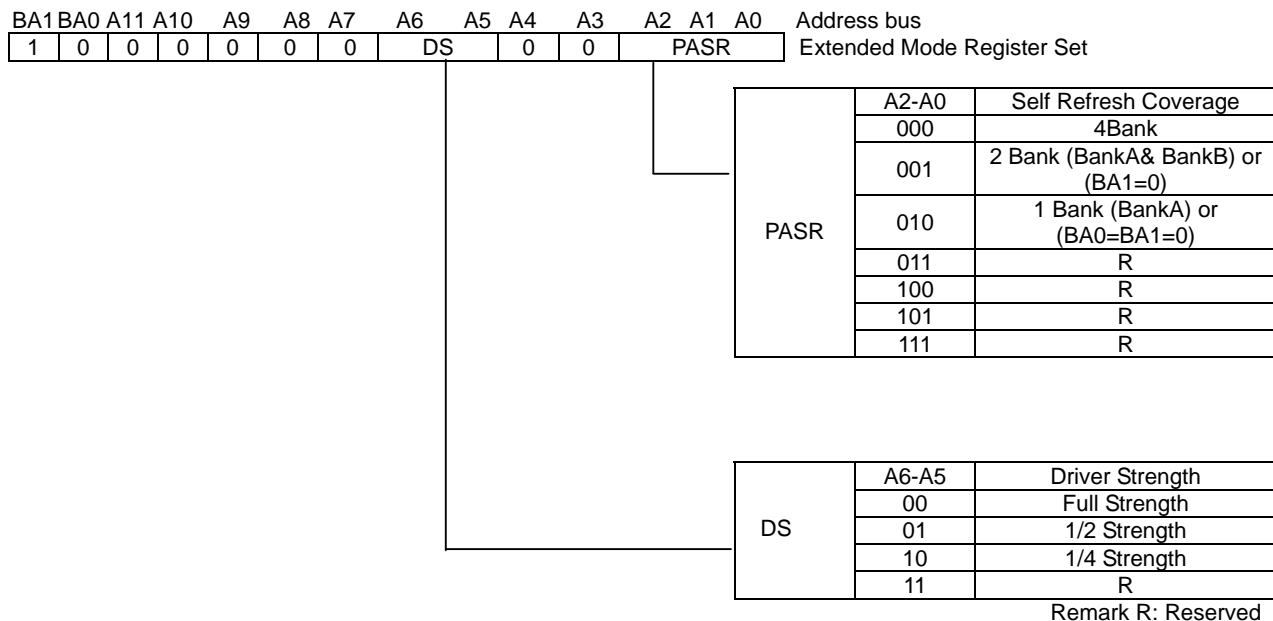 BA1 BA0 A11 A10 A9 A8 A7 A6 A5 A4 A3 A2 A1 A0 Address bus
1 0 0 0 0 0 0 DS 0 0 PASR Extended Mode Register Set
PASR
A2-A0 Self Refresh Coverage
000 4Bank
001 2 Bank (BankA& BankB) or
(BA1=0)
010 1 Bank (BankA) or
(BA0=BA1=0)
011 R
100 R
101 R
111 R
DS
A6-A5 Driver Strength
00 Full Strength
01 1/2 Strength
10 1/4 Strength
11 R
Remark R: Reserved